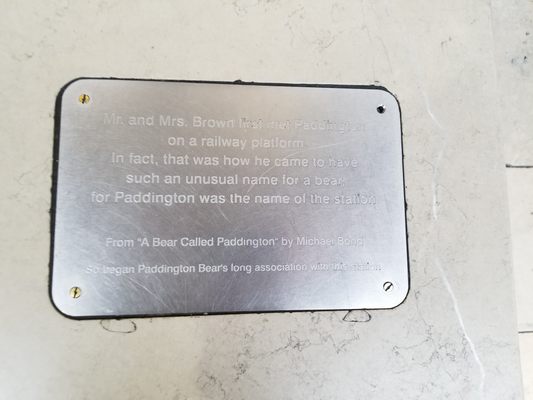 Mr. and Mrs. Brown first met Paddington
on a railway platform.
In fact, that was how he came to have
such an unusual name for a bear
for Paddington was the name of the station
From "A Bear Called Paddington" by Michael Bond
So began Paddington Bear's long association with this station